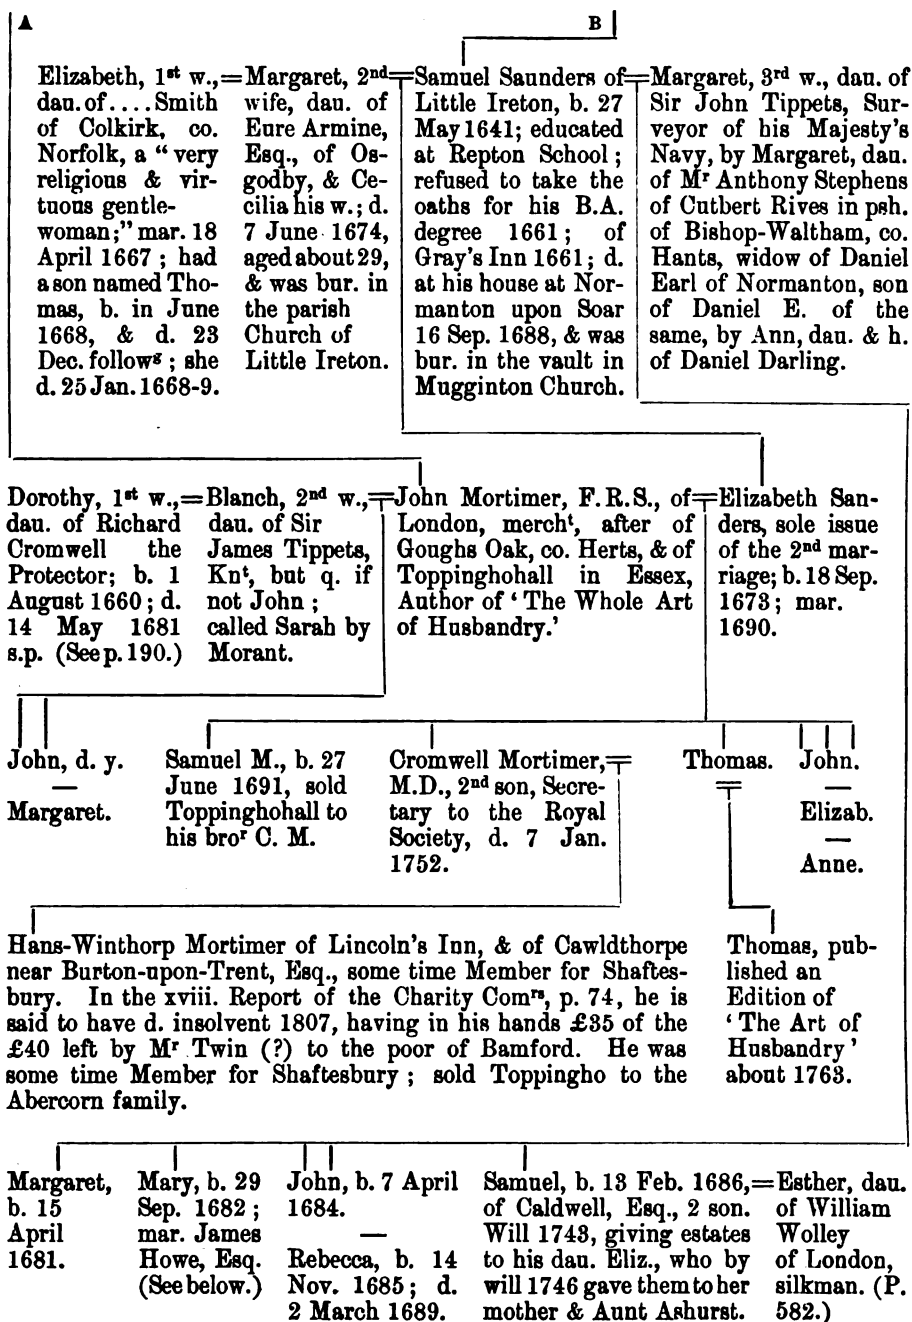 A
B
Elizabeth, 1st w.,=
dau. of .... Smith
of Colkirk, co.
Norfolk, a “very
religious & vir-
tuous gentle-
woman;” mar. 18
April 1667; had
a son named Tho-
mas, b. in June
1668, & d. 23
Dec. followg; she
d. 25 Jan. 1668-9.
Margaret, 2nd
wife, dau. of
Eure Armine,
Esq., of Os-
godby, & Ce-
cilia his w.; d.
7 June 1674,
aged about 29,
& was bur. in
the parish
Church of
Little Ireton.
Samuel Saunders of
Little Ireton, b. 27
May 1641; educated
at Repton School;
refused to take the
oaths for his B.A.
degree 1661; of
Gray's Inn 1661; d.
at his house at Nor-
manton upon Soar
16 Sep. 1688, & was
bur. in the vault in
Mugginton Church.
Margaret, 3rd w., dau. of
Sir John Tippets, Sur-
veyor of his Majesty's
Navy, by Margaret, dau.
of Mr Anthony Stephens
of Cutbert Rives in psh.
of Bishop-Waltham, co.
Hants, widow of Daniel
Earl of Normanton, son
of Daniel E. of the
same, by Ann, dau. & h.
of Daniel Darling.
Dorothy, 1st w.,=
dau. of Richard
Cromwell the
Protector; b. 1
August 1660; d.
14 May 1681
s.p. (See p. 190.)
Blanch, 2nd w.,
dau. of Sir
James Tippets,
Knt, but q. if
not John;
called Sarah by
Morant.
John Mortimer, F.R.S., of
London, mercht, after of
Goughs Oak, co. Herts, & of
Toppinghohall in Essex,
Author of ‘The Whole Art
of Husbandry.’
Elizabeth San-
ders, sole issue
of the 2nd mar-
riage; b. 18 Sep.
1673; mar.
1690.
John, d. y.
—
Margaret.
Samuel M., b. 27
June 1691, sold
Toppinghohall to
his bror C. M.
Cromwell Mortimer,
M.D., 2nd son, Secre-
tary to the Royal
Society, d. 7 Jan.
1752.
Thomas.
John.
—
Elizab.
—
Anne.
Hans-Winthorp Mortimer of Lincoln's Inn, & of Cawldthorpe
near Burton-upon-Trent, Esq., some time Member for Shaftes-
bury. In the xviii. Report of the Charity Comrs, p. 74, he is
said to have d. insolvent 1807, having in his hands £35 of the
£40 left by Mr Twin (?) to the poor of Bamford. He was
some time Member for Shaftesbury; sold Toppingho to the
Abercorn family.
Thomas, pub-
lished an
Edition of
‘The Art of
Husbandry’
about 1763.
Margaret,
b. 15
April
1681.
Mary, b. 29
Sep. 1682;
mar. James
Howe, Esq.
(See below.)
John, b. 7 April
1684.
—
Rebecca, b. 14
Nov. 1685; d.
2 March 1689.
Samuel, b. 13 Feb. 1686,=
of Caldwell, Esq., 2 son.
Will 1743, giving estates
to his dau. Eliz., who by
will 1746 gave them to her
mother & Aunt Ashurst.
Esther, dau.
of William
Wolley
of London,
silkman. (P.
582.)